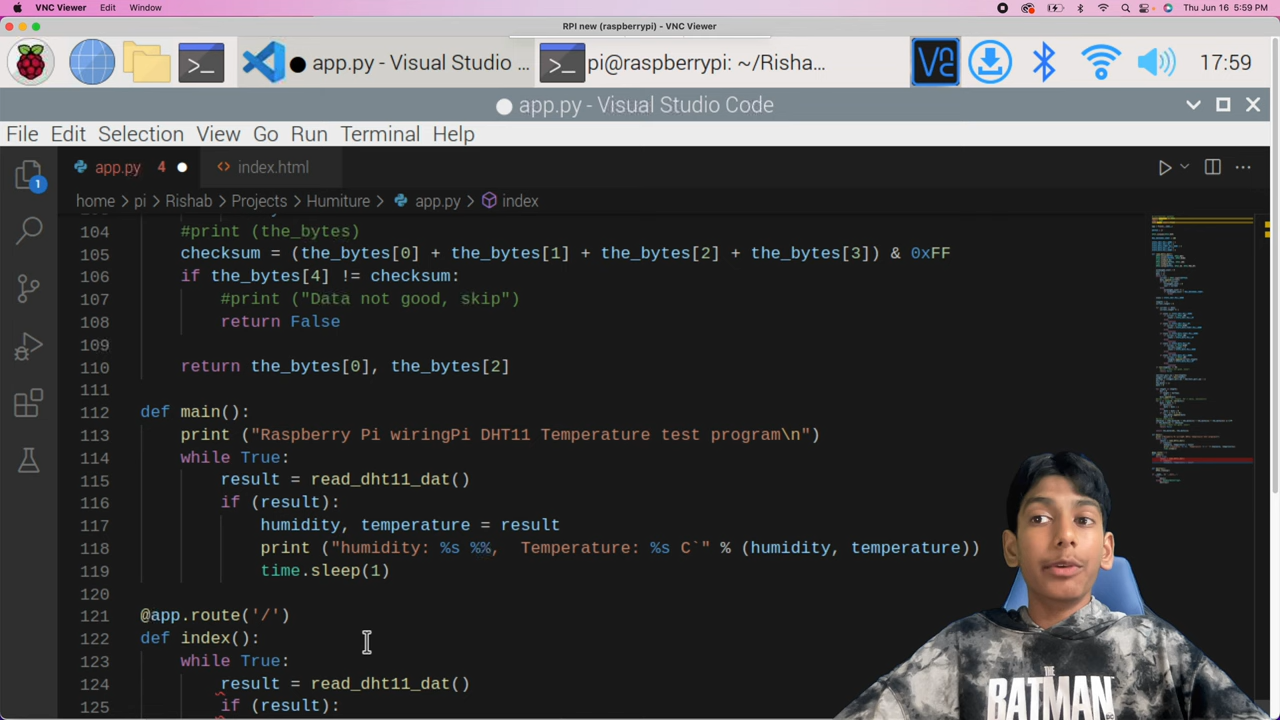 VNC Viewer Edit Window Thu Jun 16 5:59 PM
RPI new (raspberrypi) - VNC Viewer
app.py - Visual Studio ... pi@raspberrypi: ~/Risha... 17:59
app.py - Visual Studio Code
File Edit Selection View Go Run Terminal Help
app.py 4 index.html
home > pi > Rishab > Projects > Humiture > app.py > index
104 #print (the_bytes)
105 checksum = (the_bytes[0] + the_bytes[1] + the_bytes[2] + the_bytes[3]) & 0xFF
106 if the_bytes[4] != checksum:
107 #print ("Data not good, skip")
108 return False
109
110 return the_bytes[0], the_bytes[2]
111
112 def main():
113 print ("Raspberry Pi wiringPi DHT11 Temperature test program\n")
114 while True:
115 result = read_dht11_dat()
116 if (result):
117 humidity, temperature = result
118 print ("humidity: %s %%,  Temperature: %s C`" % (humidity, temperature))
119 time.sleep(1)
120
121 @app.route('/')
122 def index():
123 while True:
124 result = read_dht11_dat()
125 if (result):
1
THE
BATMAN